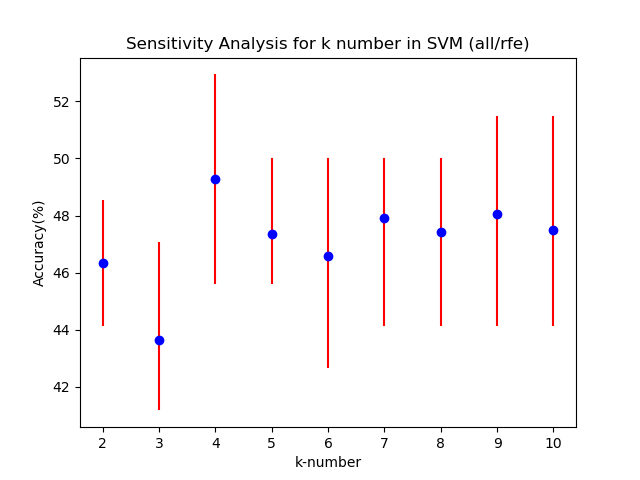 Sensitivity Analysis for k number in SVM (all/rfe)
52
50
48
46
44
42
Accuracy(%)
2 3 4 5 6 7 8 9 10
k-number